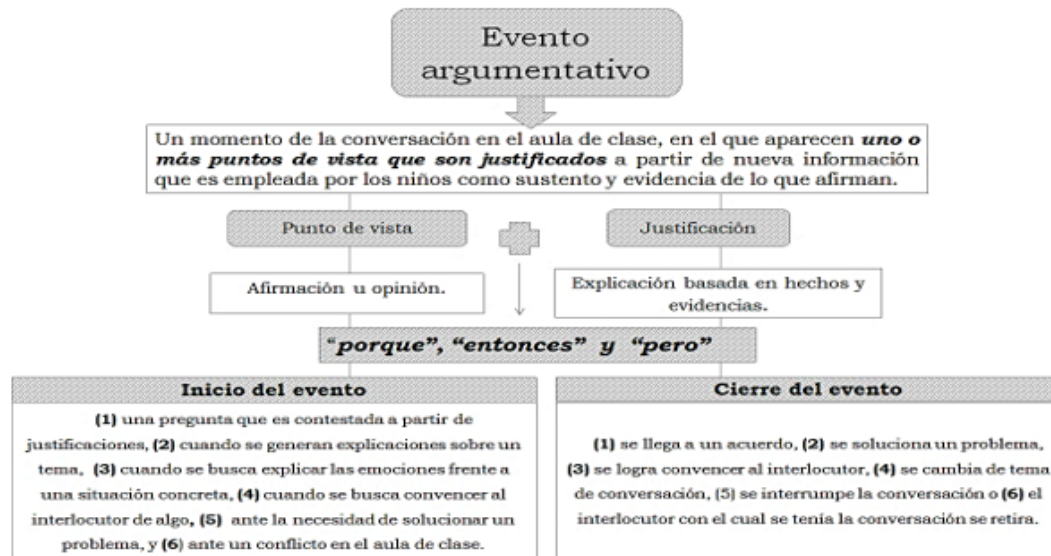 Evento
argumentativo
Un momento de la conversación en el aula de clase, en el que aparecen uno o
más puntos de vista que son justificados a partir de nueva información
que es empleada por los niños como sustento y evidencia de lo que afirman.
Punto de vista
Justificación
Afirmación u opinión.
Explicación basada en hechos y
evidencias.
“porque”, “entonces” y “pero”
Inicio del evento
(1) una pregunta que es contestada a partir de
justificaciones, (2) cuando se generan explicaciones sobre un
tema, (3) cuando se busca explicar las emociones frente a
una situación concreta, (4) cuando se busca convencer al
interlocutor de algo, (5) ante la necesidad de solucionar un
problema, y (6) ante un conflicto en el aula de clase.
Cierre del evento
(1) se llega a un acuerdo, (2) se soluciona un problema,
(3) se logra convencer al interlocutor, (4) se cambia de tema
de conversación, (5) se interrumpe la conversación o (6) el
interlocutor con el cual se tenía la conversación se retira.